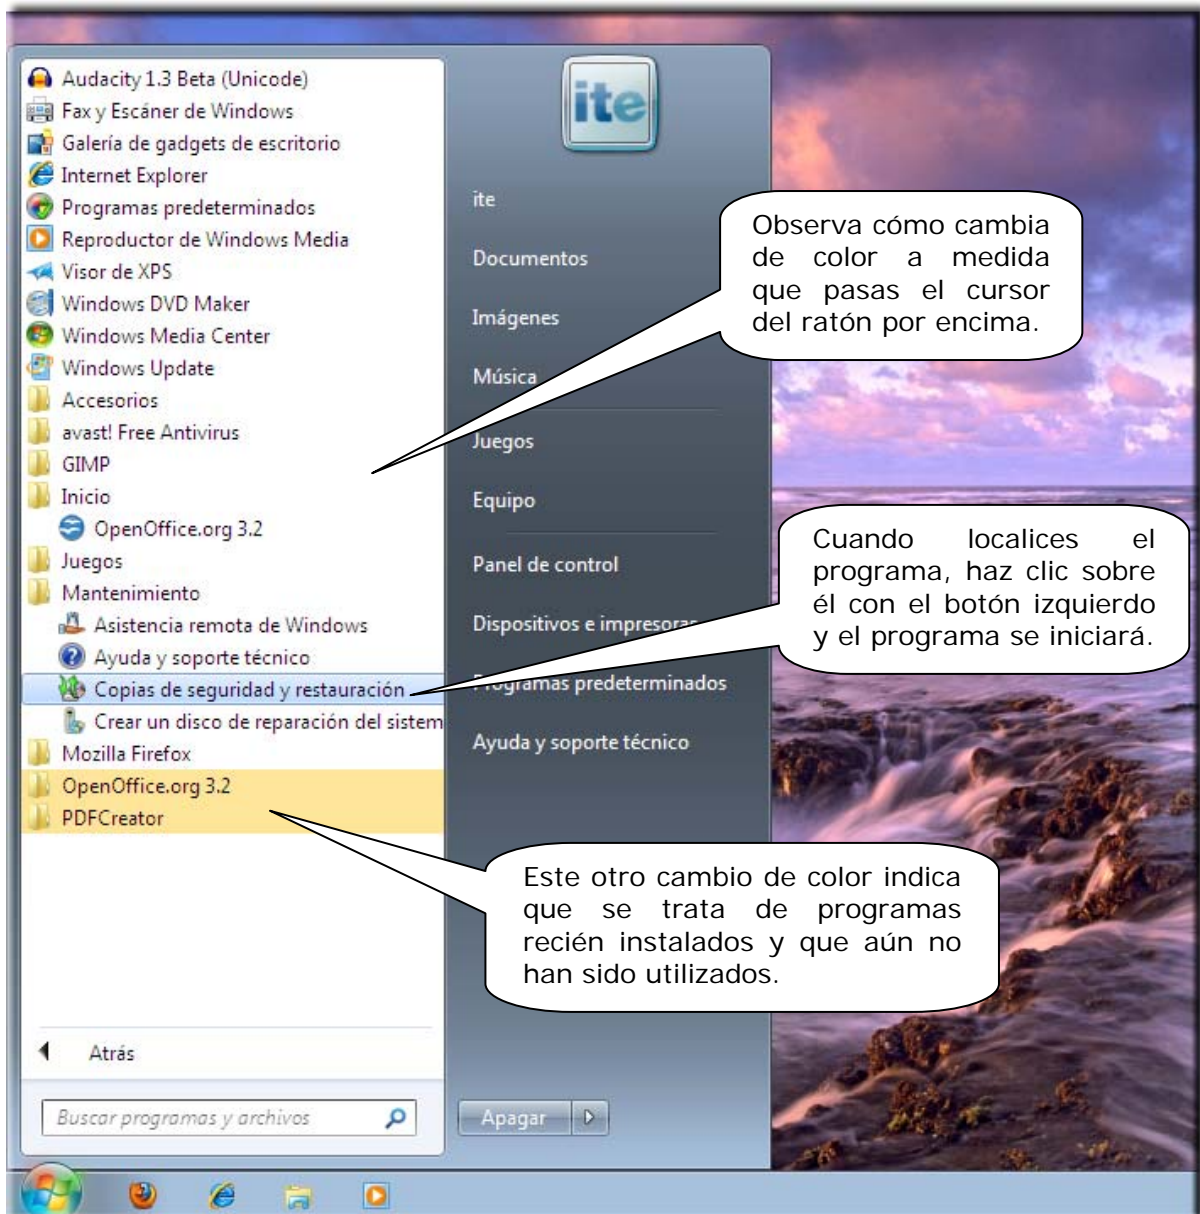 Audacity 1.3 Beta (Unicode)
Fax y Escáner de Windows
Galería de gadgets de escritorio
Internet Explorer
Programas predeterminados
Reproductor de Windows Media
Visor de XPS
Windows DVD Maker
Windows Media Center
Windows Update
Accesorios
avast! Free Antivirus
GIMP
Inicio
OpenOffice.org 3.2
Juegos
Mantenimiento
Asistencia remota de Windows
Ayuda y soporte técnico
Copias de seguridad y restauración
Crear un disco de reparación del sistem
Mozilla Firefox
OpenOffice.org 3.2
PDFCreator
Atrás
Buscar programas y archivos
ite
ite
Documentos
Imágenes
Música
Juegos
Equipo
Panel de control
Dispositivos e impresoras
Programas predeterminados
Ayuda y soporte técnico
Apagar
Observa cómo cambia
de color a medida
que pasas el cursor
del ratón por encima.
Cuando localices el
programa, haz clic sobre
él con el botón izquierdo
y el programa se iniciará.
Este otro cambio de color indica
que se trata de programas
recién instalados y que aún no
han sido utilizados.